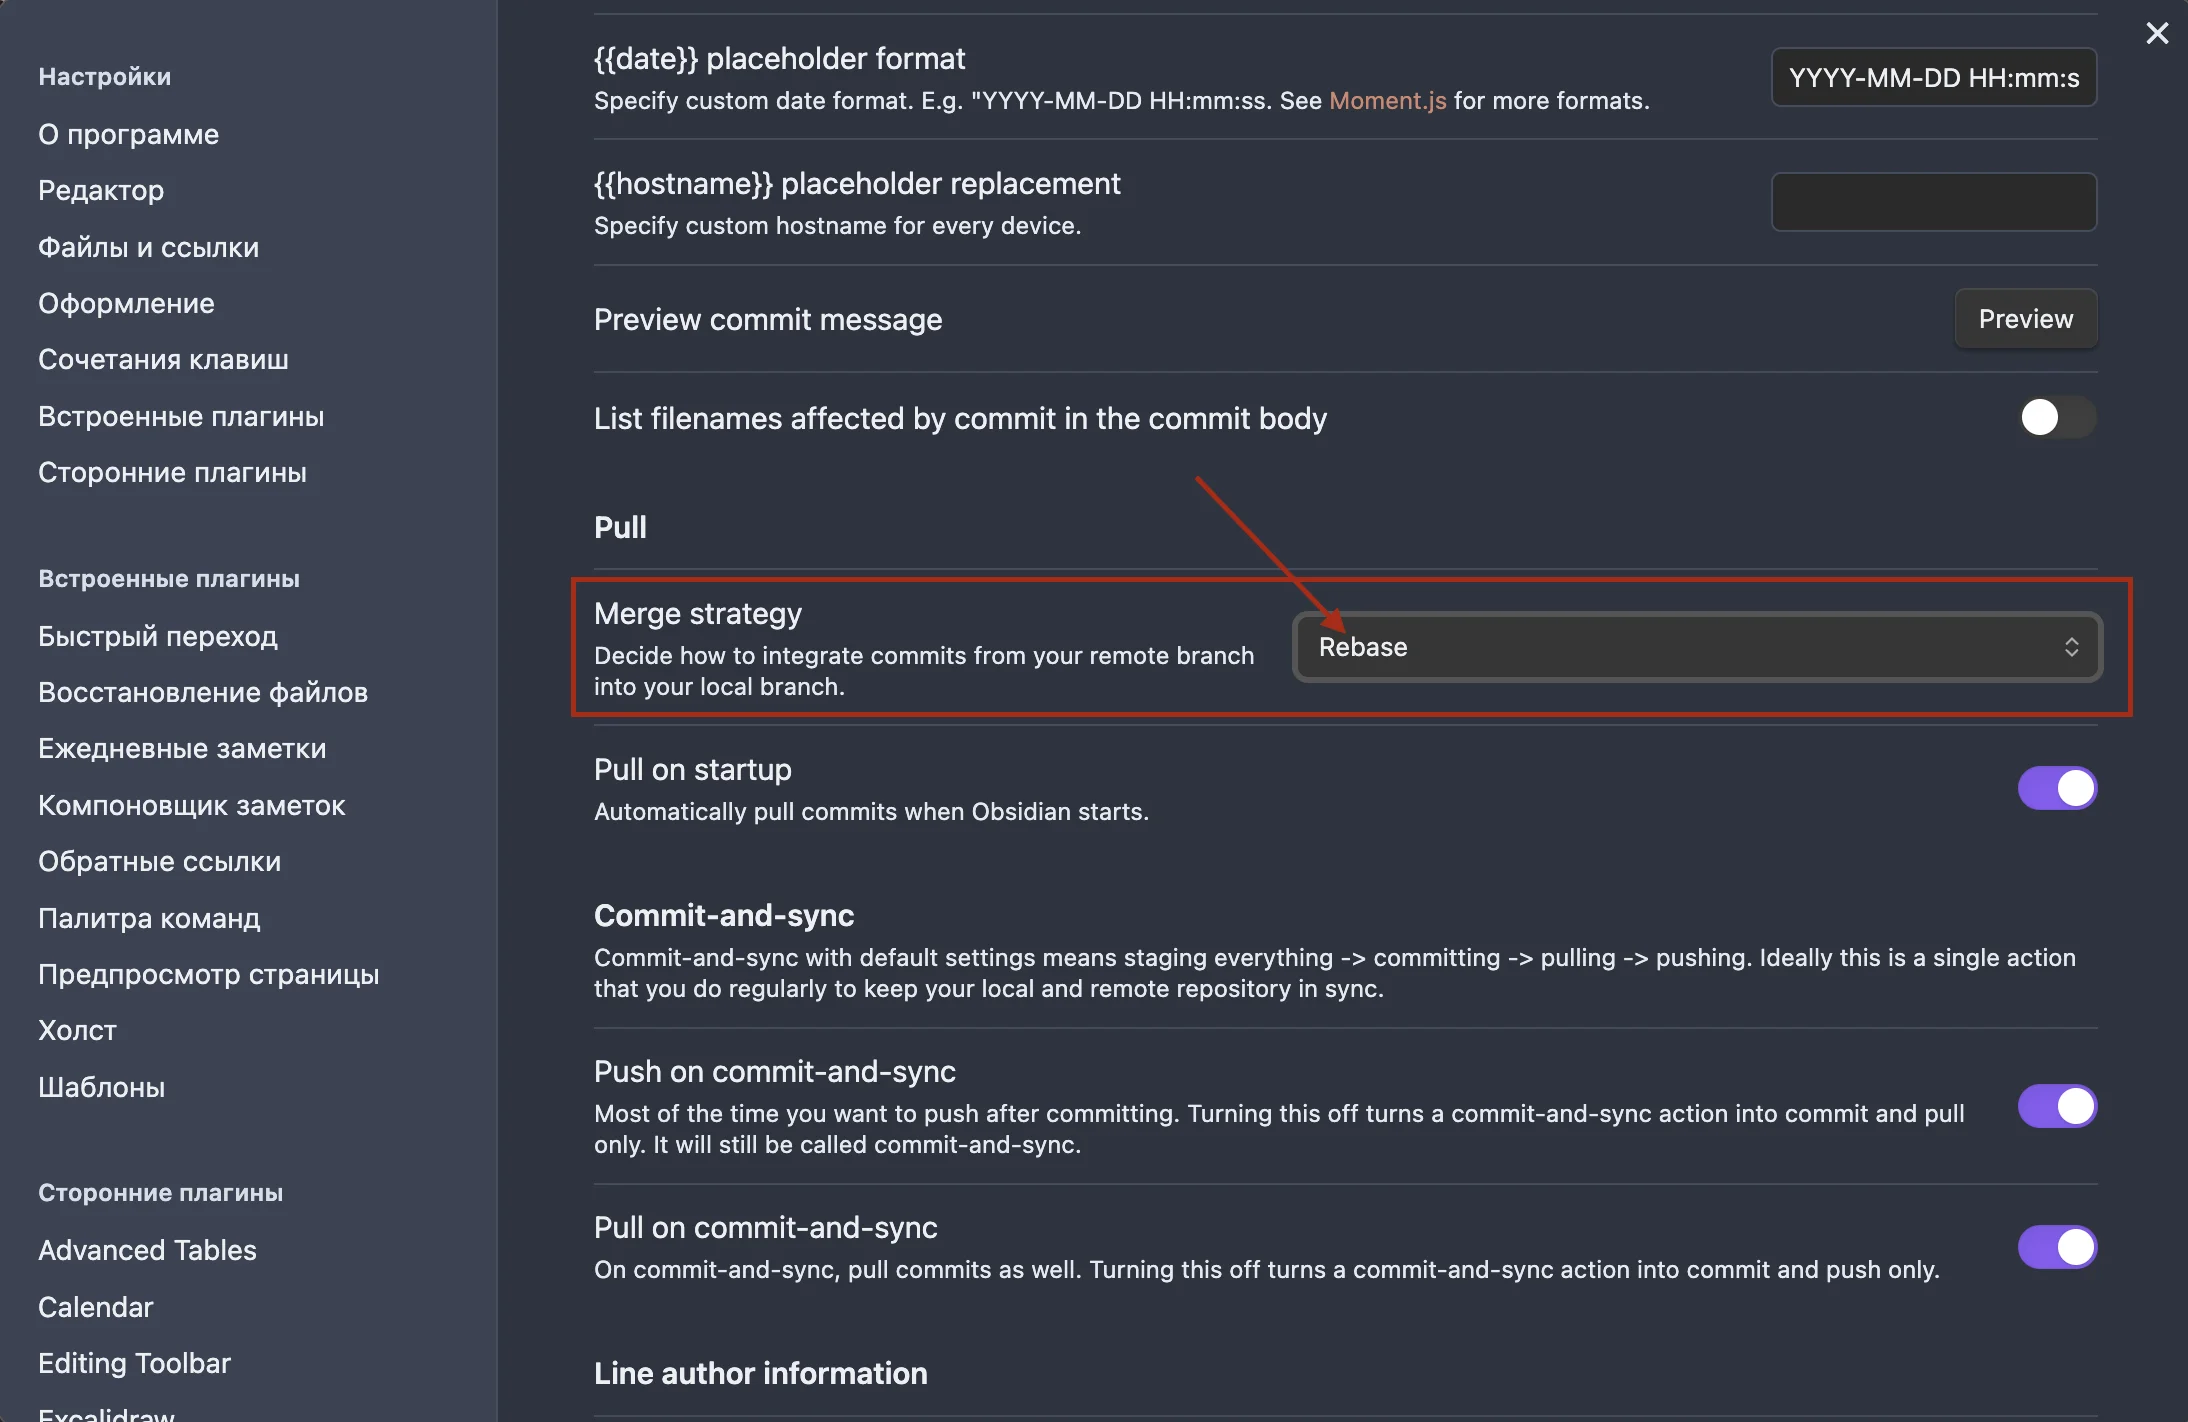 Настройки
О программе
Редактор
Файлы и ссылки
Оформление
Сочетания клавиш
Встроенные плагины
Сторонние плагины
Встроенные плагины
Быстрый переход
Восстановление файлов
Ежедневные заметки
Компоновщик заметок
Обратные ссылки
Палитра команд
Предпросмотр страницы
Холст
Шаблоны
Сторонние плагины
Advanced Tables
Calendar
Editing Toolbar
Excalidraw
{{date}} placeholder format
Specify custom date format. E.g. "YYYY-MM-DD HH:mm:ss. See Moment.js for more formats.
YYYY-MM-DD HH:mm:s
{{hostname}} placeholder replacement
Specify custom hostname for every device.
Preview commit message
Preview
List filenames affected by commit in the commit body
Pull
Merge strategy
Decide how to integrate commits from your remote branch
into your local branch.
Rebase
Pull on startup
Automatically pull commits when Obsidian starts.
Commit-and-sync
Commit-and-sync with default settings means staging everything -> committing -> pulling -> pushing. Ideally this is a single action
that you do regularly to keep your local and remote repository in sync.
Push on commit-and-sync
Most of the time you want to push after committing. Turning this off turns a commit-and-sync action into commit and pull
only. It will still be called commit-and-sync.
Pull on commit-and-sync
On commit-and-sync, pull commits as well. Turning this off turns a commit-and-sync action into commit and push only.
Line author information